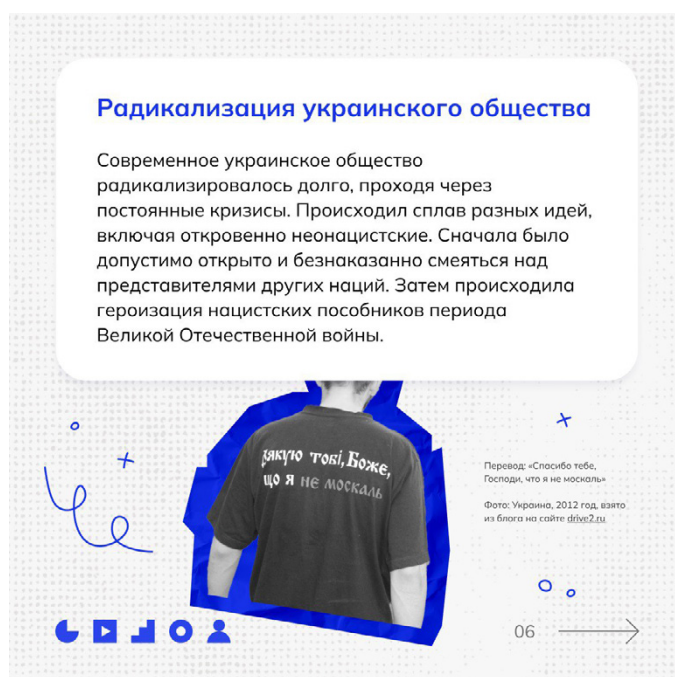 Радикализация украинского общества
Современное украинское общество
радикализировалось долго, проходя через
постоянные кризисы. Происходил сплав разных идей,
включая откровенно неонацистские. Сначала было
допустимо открыто и безнаказанно смеяться над
представителями других наций. Затем происходила
героизация нацистских пособников периода
Великой Отечественной войны.
Дякую тобі, Боже,
що я не москаль
Перевод: «Спасибо тебе,
Господи, что я не москаль»
Фото: Украина, 2012 год, взято
из блога на сайте drive2.ru
06